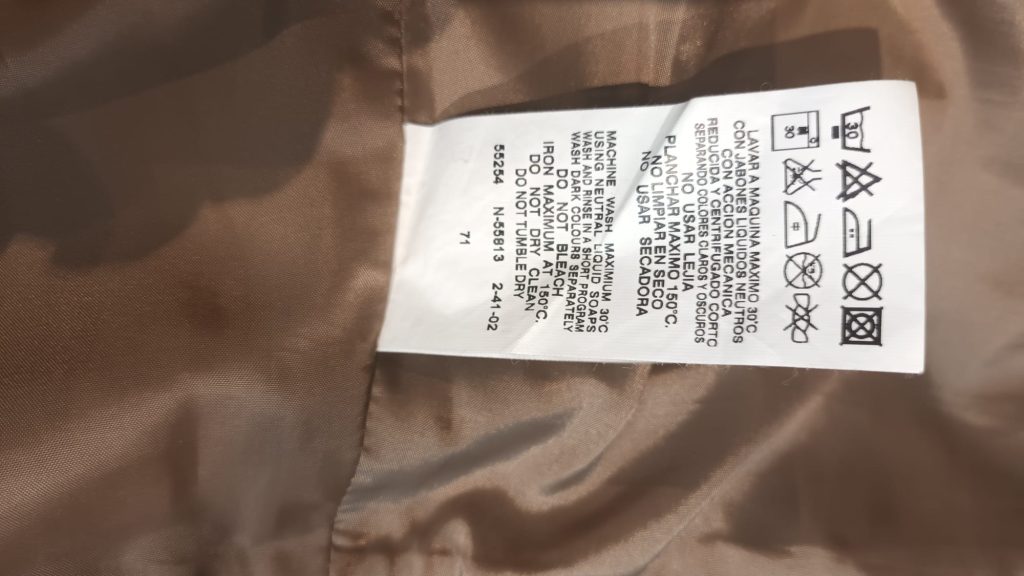 30
30
LAVAR A MAQUINA MAXIMO 30°C
CON JABONES LIQUIDOS NEUTROS
CON ACCION MECANICA
REDUCIDA Y CENTRIFUGADO CORTO
SEPARANDO COLORES CLAROS Y OSCUROS
NO USAR LEJIA
PLANCHAR MAXIMO 150°C.
NO LIMPIAR EN SECO
NO USAR SECADORA
MACHINE WASH MAXIMUM 30°C
USING NEUTRAL LIQUID SOAPS
WASH AND RINSE IN A SHORT PROGRAM
WASH DARK COLOURS SEPARATELY
DO NOT BLEACH
IRON MAXIMUM AT 150°C.
DO NOT DRY CLEAN
DO NOT TUMBLE DRY
55254 N-55813 2-41-02
71